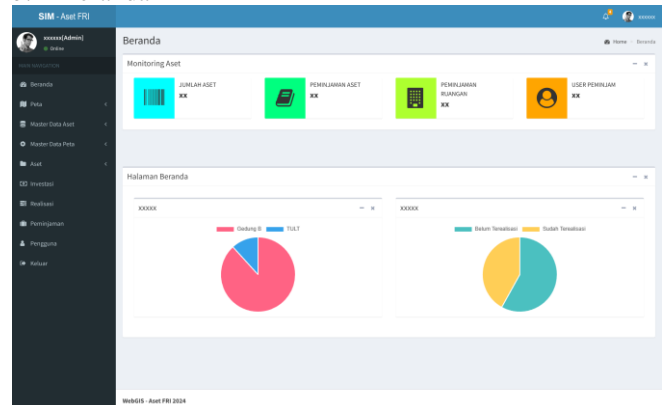 SIM - Aset FRI
xxxxx
xxxxxx(Admin)
Online
MAIN NAVIGATION
Beranda
Peta
Master Data Aset
Master Data Peta
Aset
Investasi
Realisasi
Peminjaman
Pengguna
Keluar
Beranda
Home
Beranda
Monitoring Aset
JUMLAH ASET
xx
PEMINJAMAN ASET
xx
PEMINJAMAN
RUANGAN
xx
USER PEMINJAM
xx
Halaman Beranda
xxxxx
Gedung B
TULT
xxxxx
Belum Terealisasi
Sudah Terealisasi
WebGIS - Aset FRI 2024